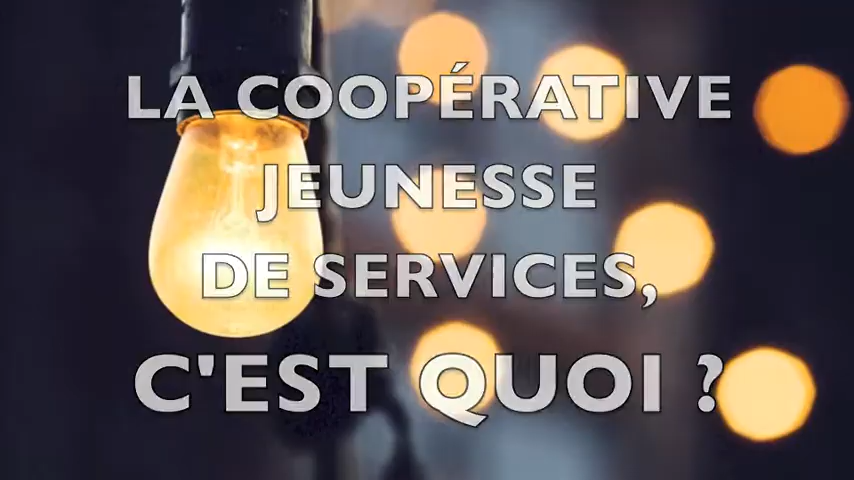 LA COOPÉRATIVE
JEUNESSE
DE SERVICES,
C'EST QUOI ?